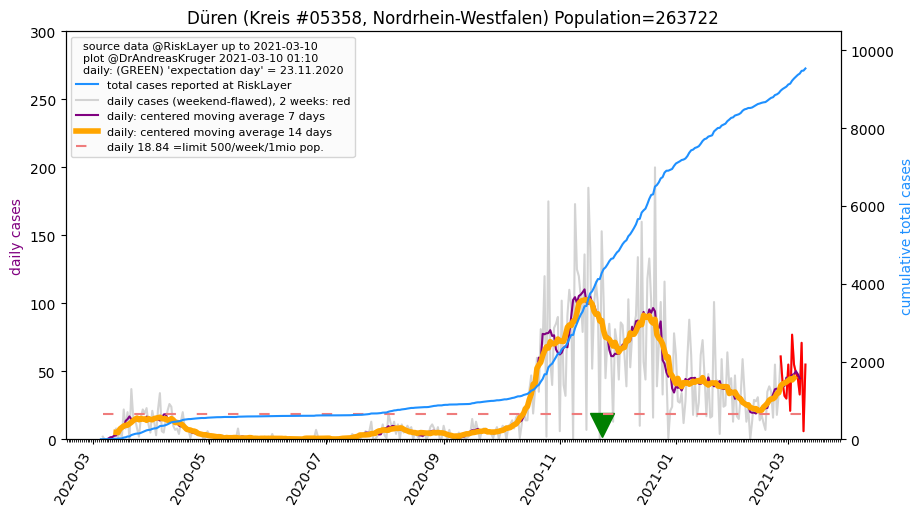 Düren (Kreis #05358, Nordrhein-Westfalen) Population=263722
source data @RiskLayer up to 2021-03-10
plot @DrAndreasKruger 2021-03-10 01:10
daily: (GREEN) 'expectation day' = 23.11.2020
total cases reported at RiskLayer
daily cases (weekend-flawed), 2 weeks: red
daily: centered moving average 7 days
daily: centered moving average 14 days
daily 18.84 =limit 500/week/1mio pop.
daily cases
300
250
200
150
100
50
0
cumulative total cases
10000
8000
6000
4000
2000
0
2020-03
2020-05
2020-07
2020-09
2020-11
2021-01
2021-03